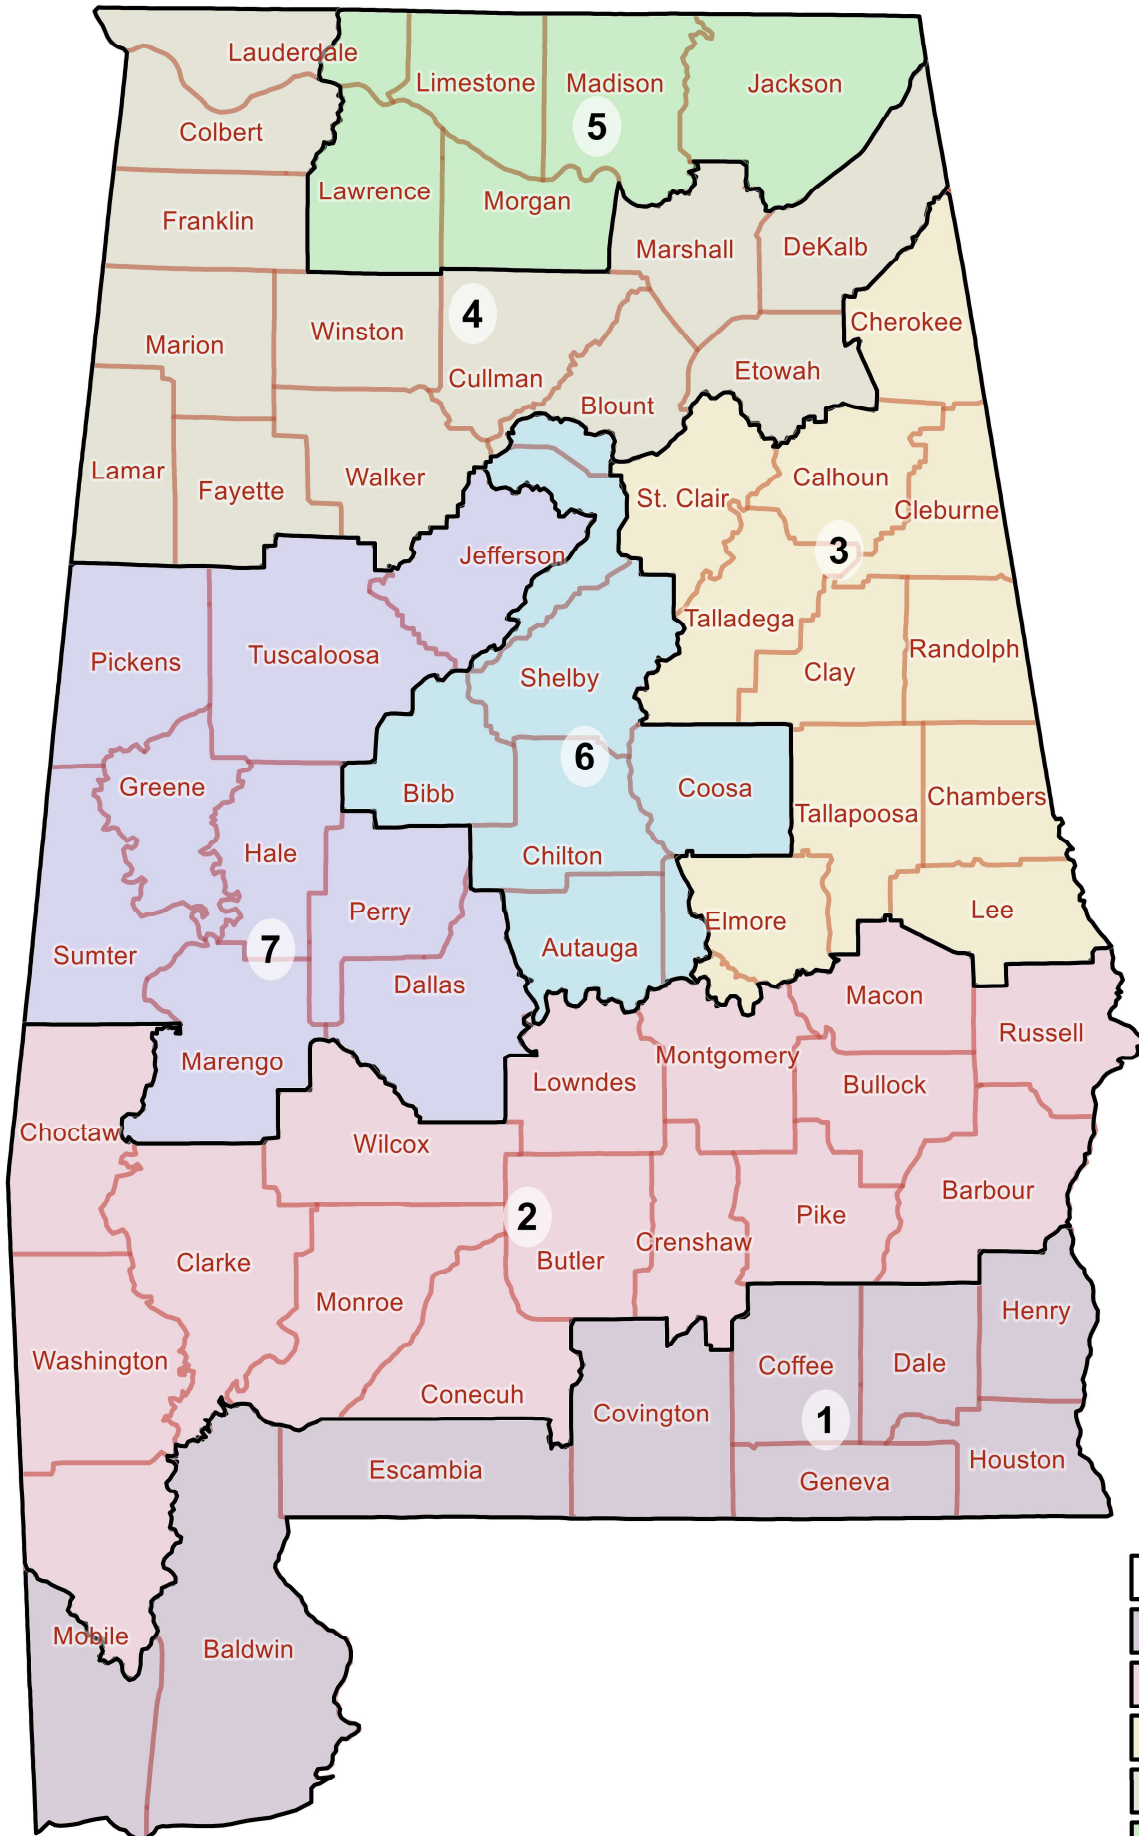 Lauderdale
Limestone
Madison
Jackson
5
Colbert
Lawrence
Morgan
Franklin
Marshall
DeKalb
4
Winston
Marion
Cherokee
Cullman
Etowah
Blount
Lamar
Fayette
Walker
St. Clair
Calhoun
Cleburne
Jefferson
3
Talladega
Pickens
Tuscaloosa
Shelby
Clay
Randolph
6
Greene
Bibb
Coosa
Tallapoosa
Chambers
Hale
Chilton
Perry
Elmore
Lee
Sumter
7
Autauga
Dallas
Macon
Russell
Marengo
Lowndes
Montgomery
Bullock
Choctaw
Wilcox
Barbour
2
Pike
Clarke
Butler
Crenshaw
Monroe
Henry
Washington
Conecuh
Coffee
Dale
Covington
1
Escambia
Geneva
Houston
Mobile
Baldwin